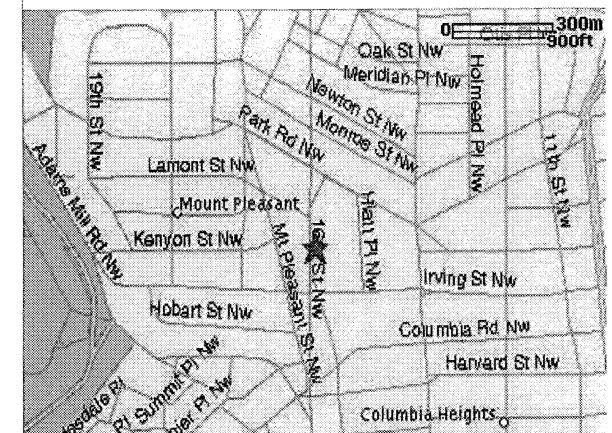 0 300m
900ft
Oak St Nw
Meridian Pl Nw
Holmead Pl Nw
Newton St Nw
Monroe St Nw
Park Rd Nw
19th St Nw
11th St Nw
Adams Mill Rd Nw
Lamont St Nw
Mount Pleasant
Kenyon St Nw
Mt Pleasant St Nw
16th St Nw
Hiatt Pl Nw
Irving St Nw
Hobart St Nw
Columbia Rd Nw
Harvard St Nw
Pl Summit Pl Nw
Pl Nw
Columbia Heights